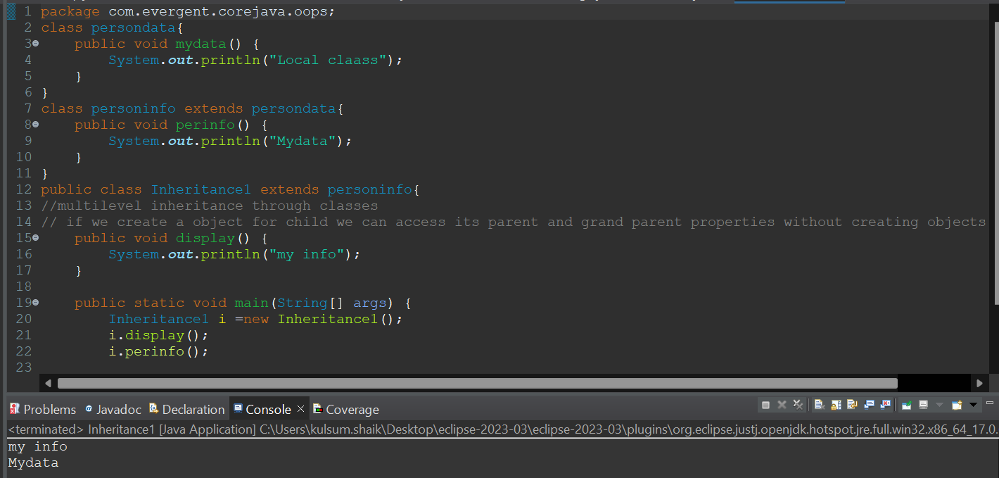 1 package com.evergent.corejava.oops;
2 class persondata{
3 public void mydata() {
4 System.out.println("Local claass");
5 }
6 }
7 class personinfo extends persondata{
8 public void perinfo() {
9 System.out.println("Mydata");
10 }
11 }
12 public class Inheritance1 extends personinfo{
13 //multilevel inheritance through classes
14 // if we create a object for child we can access its parent and grand parent properties without creating objects
15 public void display() {
16 System.out.println("my info");
17 }
18
19 public static void main(String[] args) {
20 Inheritance1 i =new Inheritance1();
21 i.display();
22 i.perinfo();
23
Problems Javadoc Declaration Console Coverage
<terminated> Inheritance1 [Java Application] C:\Users\kulsum.shaik\Desktop\eclipse-2023-03\eclipse-2023-03\plugins\org.eclipse.justj.openjdk.hotspot.jre.full.win32.x86_64_17.0.
my info
Mydata